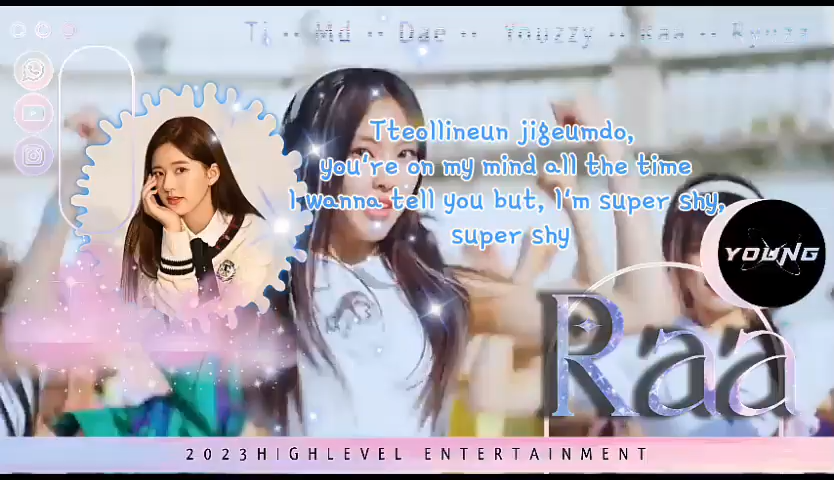 Ti -- Md -- Dae -- Youzzy -- Raa -- Ryuzz
Tteollineun jigeumdo,
you're on my mind all the time
I wanna tell you but, I'm super shy,
super shy
YOUNG
Raa
2023HIGHLEVEL ENTERTAINMENT